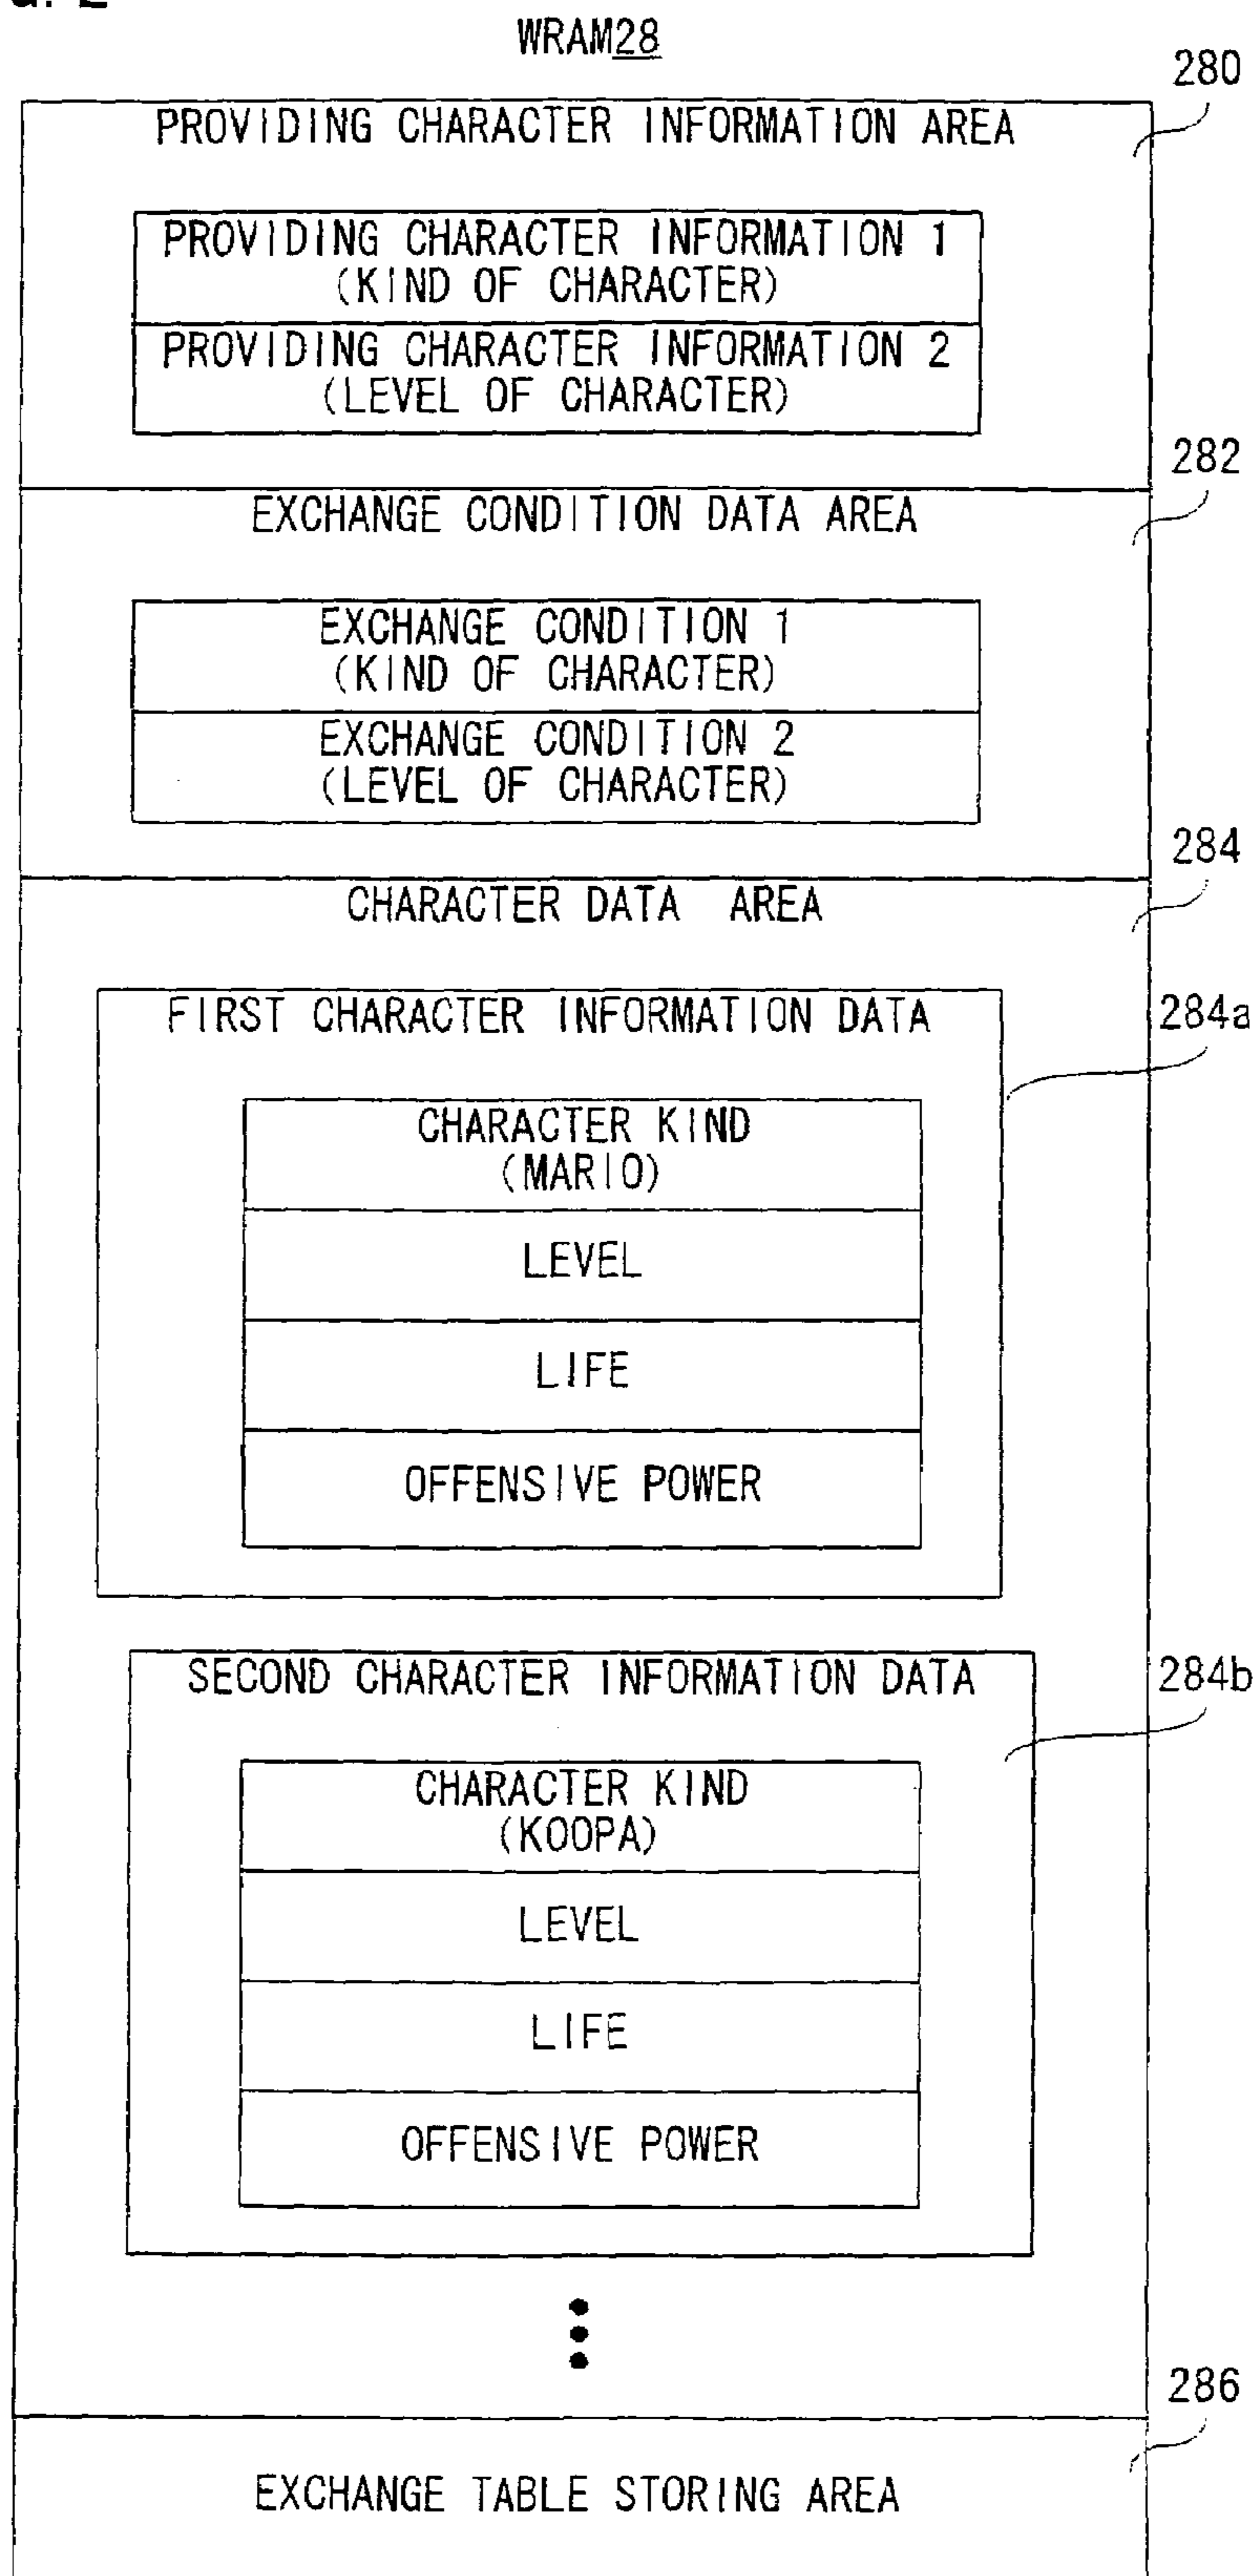 WRAM28
280
PROVIDING CHARACTER INFORMATION AREA
PROVIDING CHARACTER INFORMATION 1
(KIND OF CHARACTER)
PROVIDING CHARACTER INFORMATION 2
(LEVEL OF CHARACTER)
282
EXCHANGE CONDITION DATA AREA
EXCHANGE CONDITION 1
(KIND OF CHARACTER)
EXCHANGE CONDITION 2
(LEVEL OF CHARACTER)
284
CHARACTER DATA AREA
FIRST CHARACTER INFORMATION DATA
284a
CHARACTER KIND
(MARIO)
LEVEL
LIFE
OFFENSIVE POWER
SECOND CHARACTER INFORMATION DATA
284b
CHARACTER KIND
(KOOPA)
LEVEL
LIFE
OFFENSIVE POWER
286
EXCHANGE TABLE STORING AREA